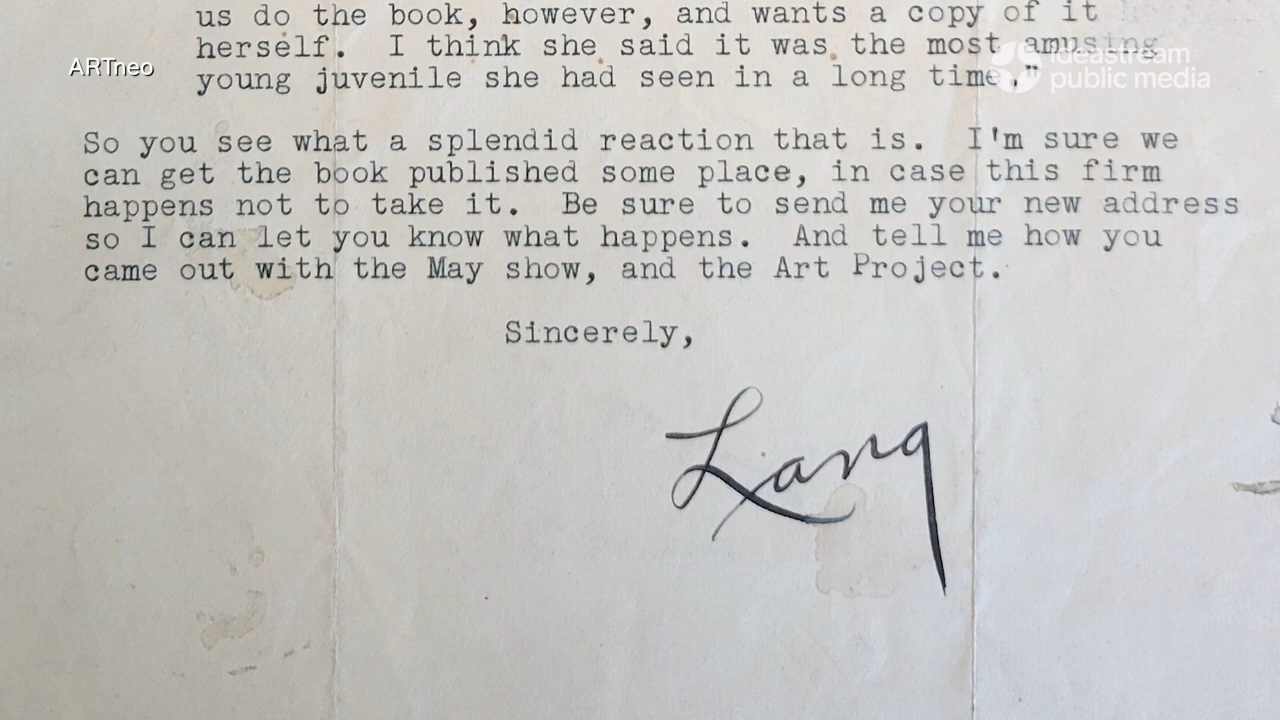 us do the book, however, and wants a copy of it
herself. I think she said it was the most amusing
young juvenile she had seen in a long time."
So you see what a splendid reaction that is. I'm sure we
can get the book published some place, in case this firm
happens not to take it. Be sure to send me your new address
so I can let you know what happens. And tell me how you
came out with the May show, and the Art Project.
Sincerely,
Lang
ARTneo
ideastream
public media